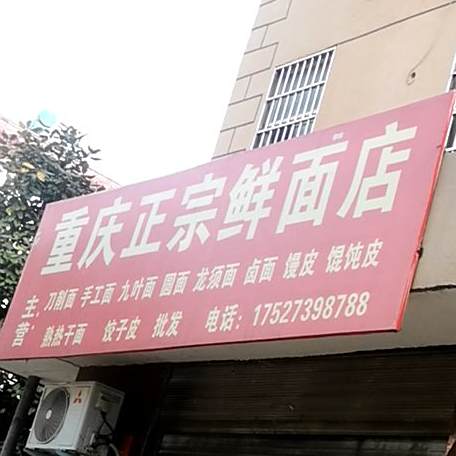 重庆正宗鲜面店
主营: 刀削面 手工面 九叶面 圆面 龙须面 卤面 馒皮 馄饨皮
熟热干面 饺子皮 批发 电话: 17527398788